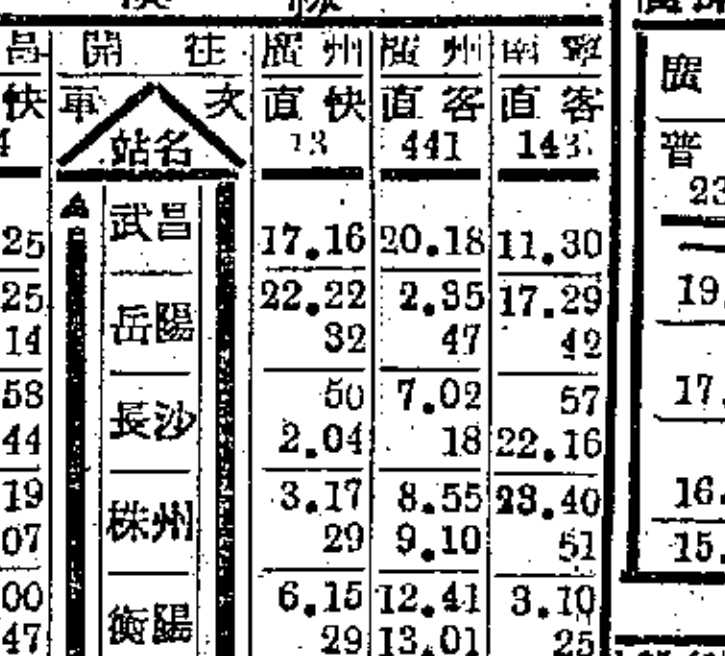 昌 開往 廣州 廣州 南寧 廣
快 車次 直快 直客 直客
4 站名 13 441 143 普
23
25 武昌 17.16 20.18 11.30
25 岳陽 22.22 2.35 17.29 19.
14 32 47 42
58 長沙 50 7.02 57 17.
44 2.04 18 22.16
19 株州 3.17 8.55 23.40 16.
07 29 9.10 51 15.
00 衡陽 6.15 12.41 3.10
47 29 13.01 25